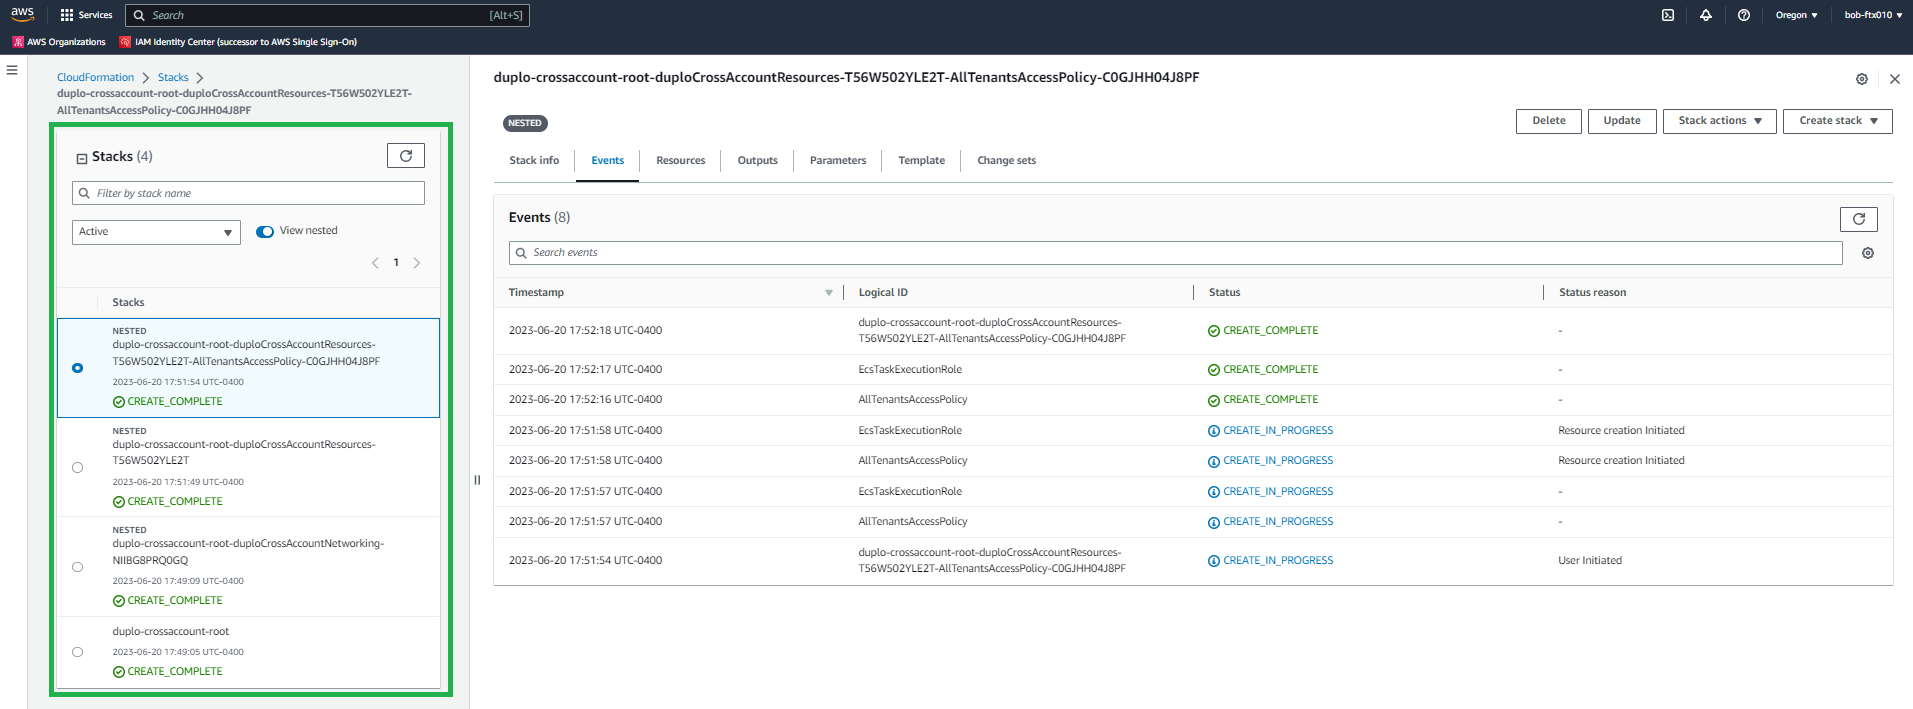 aws
Services
Search
[Alt+S]
Oregon
bob-ftx010
AWS Organizations
IAM Identity Center (successor to AWS Single Sign-On)
CloudFormation
Stacks
duplo-crossaccount-root-duploCrossAccountResources-T56W502YLE2T-
AllTenantsAccessPolicy-C0GJHH04J8PF
Stacks (4)
Filter by stack name
Active
View nested
1
Stacks
NESTED
duplo-crossaccount-root-duploCrossAccountResources-
T56W502YLE2T-AllTenantsAccessPolicy-C0GJHH04J8PF
2023-06-20 17:51:54 UTC-0400
CREATE_COMPLETE
NESTED
duplo-crossaccount-root-duploCrossAccountResources-
T56W502YLE2T
2023-06-20 17:51:49 UTC-0400
CREATE_COMPLETE
NESTED
duplo-crossaccount-root-duploCrossAccountNetworking-
NIIBG8PRQ0GQ
2023-06-20 17:49:09 UTC-0400
CREATE_COMPLETE
duplo-crossaccount-root
2023-06-20 17:49:05 UTC-0400
CREATE_COMPLETE
duplo-crossaccount-root-duploCrossAccountResources-T56W502YLE2T-AllTenantsAccessPolicy-C0GJHH04J8PF
NESTED
Delete
Update
Stack actions
Create stack
Stack info
Events
Resources
Outputs
Parameters
Template
Change sets
Events (8)
Search events
Timestamp
Logical ID
Status
Status reason
2023-06-20 17:52:18 UTC-0400
duplo-crossaccount-root-duploCrossAccountResources-
T56W502YLE2T-AllTenantsAccessPolicy-C0GJHH04J8PF
CREATE_COMPLETE
-
2023-06-20 17:52:17 UTC-0400
EcsTaskExecutionRole
CREATE_COMPLETE
-
2023-06-20 17:52:16 UTC-0400
AllTenantsAccessPolicy
CREATE_COMPLETE
-
2023-06-20 17:51:58 UTC-0400
EcsTaskExecutionRole
CREATE_IN_PROGRESS
Resource creation Initiated
2023-06-20 17:51:58 UTC-0400
AllTenantsAccessPolicy
CREATE_IN_PROGRESS
Resource creation Initiated
2023-06-20 17:51:57 UTC-0400
EcsTaskExecutionRole
CREATE_IN_PROGRESS
-
2023-06-20 17:51:57 UTC-0400
AllTenantsAccessPolicy
CREATE_IN_PROGRESS
-
2023-06-20 17:51:54 UTC-0400
duplo-crossaccount-root-duploCrossAccountResources-
T56W502YLE2T-AllTenantsAccessPolicy-C0GJHH04J8PF
CREATE_IN_PROGRESS
User Initiated